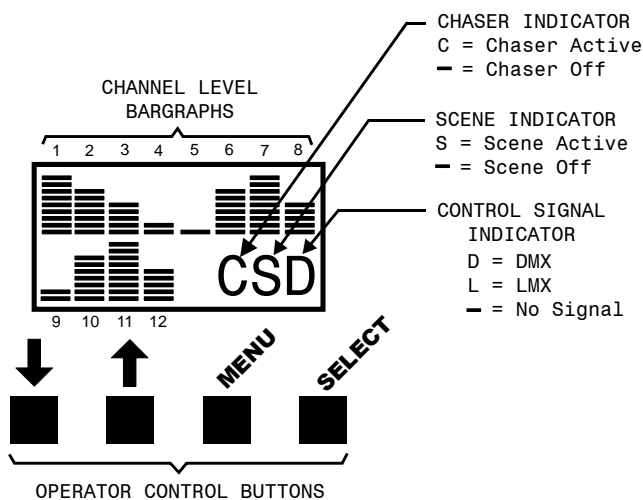 CHANNEL LEVEL
BARGRAPHS
1 2 3 4 5 6 7 8
CSD
9 10 11 12
CHASER INDICATOR
C = Chaser Active
– = Chaser Off
SCENE INDICATOR
S = Scene Active
– = Scene Off
CONTROL SIGNAL
INDICATOR
D = DMX
L = LMX
– = No Signal
MENU
SELECT
OPERATOR CONTROL BUTTONS